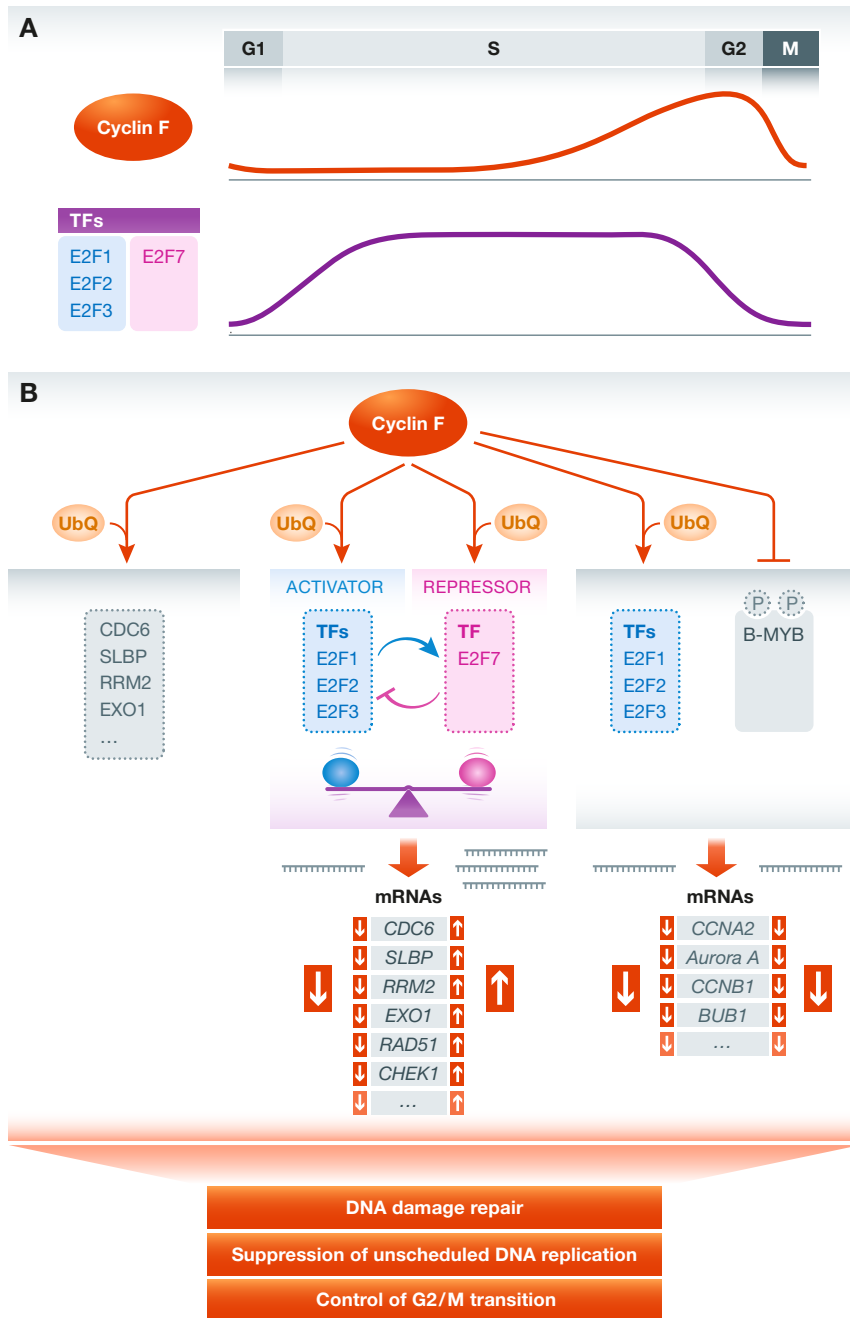 A
G1 S G2 M
Cyclin F
TFs
E2F1 E2F7
E2F2
E2F3
B
Cyclin F
UbQ UbQ UbQ UbQ
ACTIVATOR REPRESSOR
CDC6
SLBP
RRM2
EXO1
...
TFs
E2F1
E2F2
E2F3
TF
E2F7
TFs
E2F1
E2F2
E2F3
P P
B-MYB
mRNAs
↓ CDC6 ↑
↓ SLBP ↑
↓ RRM2 ↑
↓ EXO1 ↑
↓ RAD51 ↑
↓ CHEK1 ↑
↓ ... ↑
↓ ↑
mRNAs
↓ CCNA2 ↓
↓ Aurora A ↓
↓ CCNB1 ↓
↓ BUB1 ↓
↓ ... ↓
↓ ↓
DNA damage repair
Suppression of unscheduled DNA replication
Control of G2/M transition